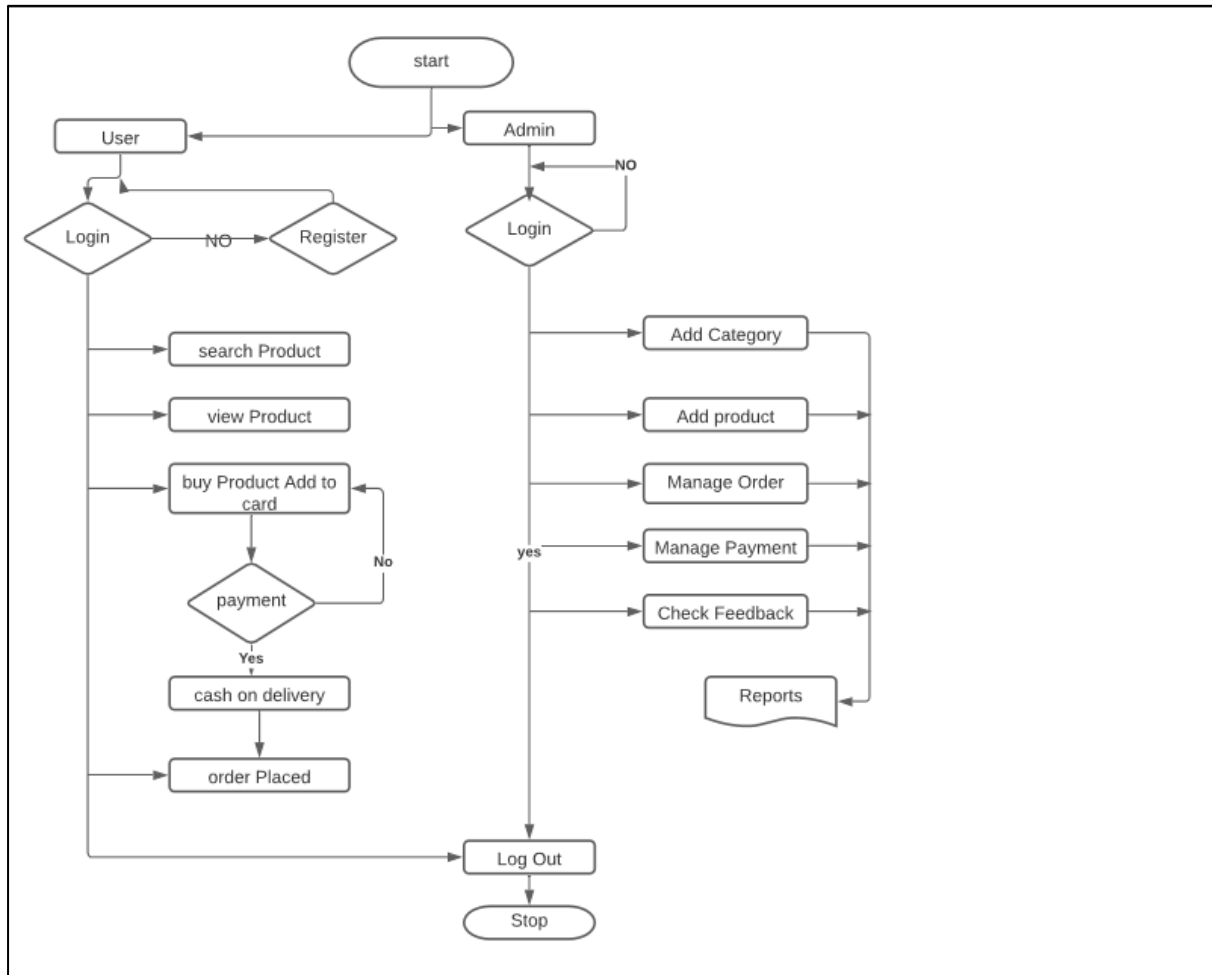 start
User
Admin
NO
Login
NO
Register
Login
search Product
view Product
buy Product Add to
card
No
payment
Yes
cash on delivery
order Placed
Add Category
Add product
Manage Order
Manage Payment
yes
Check Feedback
Reports
Log Out
Stop